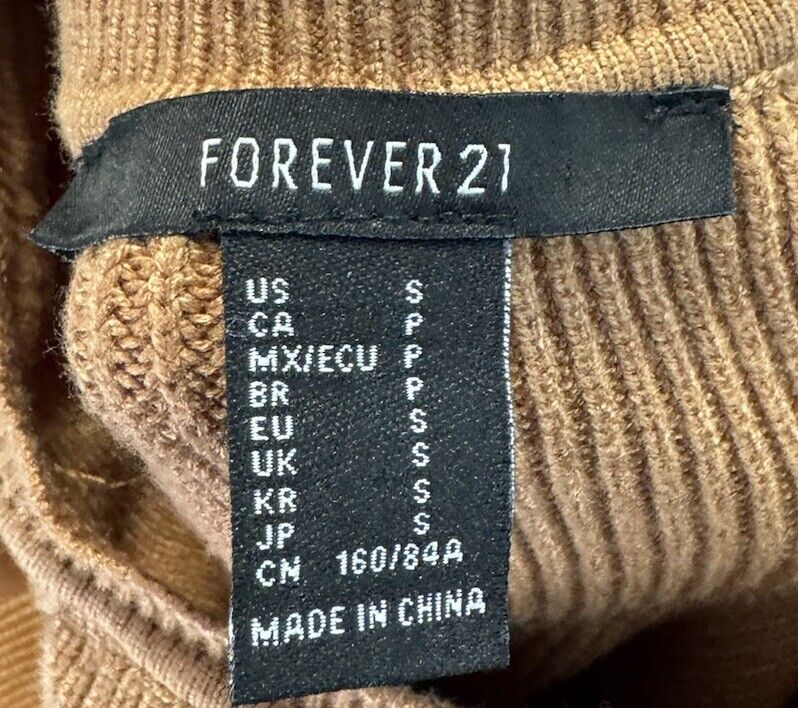 FOREVER 21
US S
CA P
MX/ECU P
BR P
EU S
UK S
KR S
JP S
CN 160/84A
MADE IN CHINA